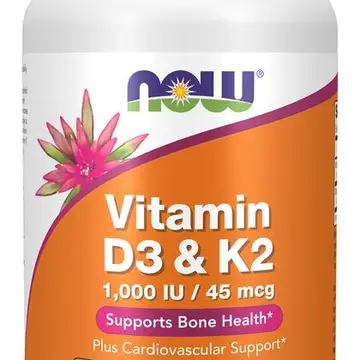 NOW
Vitamin
D3 & K2
1,000 IU / 45 mcg
Supports Bone Health*
Plus Cardiovascular Support*